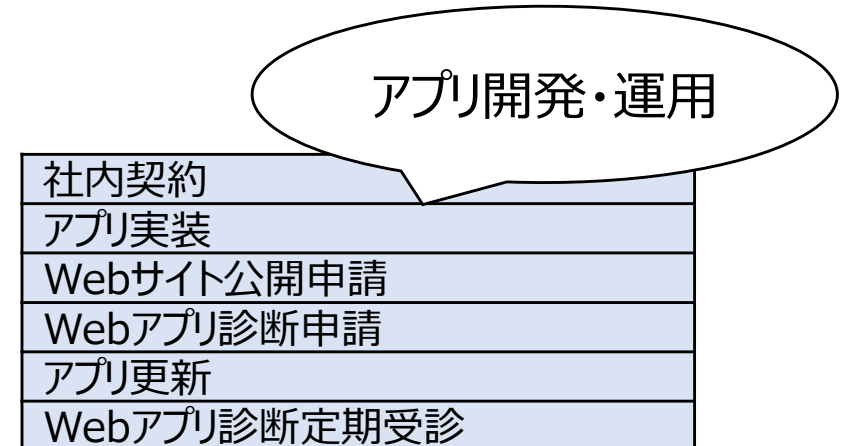 アプリ開発・運用
社内契約
アプリ実装
Webサイト公開申請
Webアプリ診断申請
アプリ更新
Webアプリ診断定期受診